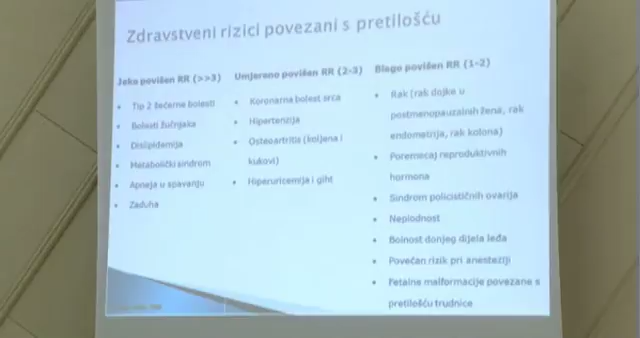 Zdravstveni rizici povezani s pretilošću
Jako povišen RR (>>3)
Tip 2 šećerne bolesti
Bolesti žučnjaka
Dislipidemija
Metabolički sindrom
Apneja u spavanju
Zaduha
Umjereno povišen RR (2-3)
Koronarna bolest srca
Hipertenzija
Osteoartritis (koljena i
kukovi)
Hiperuricemija i giht
Blago povišen RR (1-2)
Rak (rak dojke u
postmenopauzalnih žena, rak
endometrija, rak kolona)
Poremećaj reproduktivnih
hormona
Sindrom policističnih ovarija
Neplodnost
Bolnost donjeg dijela leđa
Povećan rizik pri anesteziji
Fetalne malformacije povezane s
pretilošću trudnice